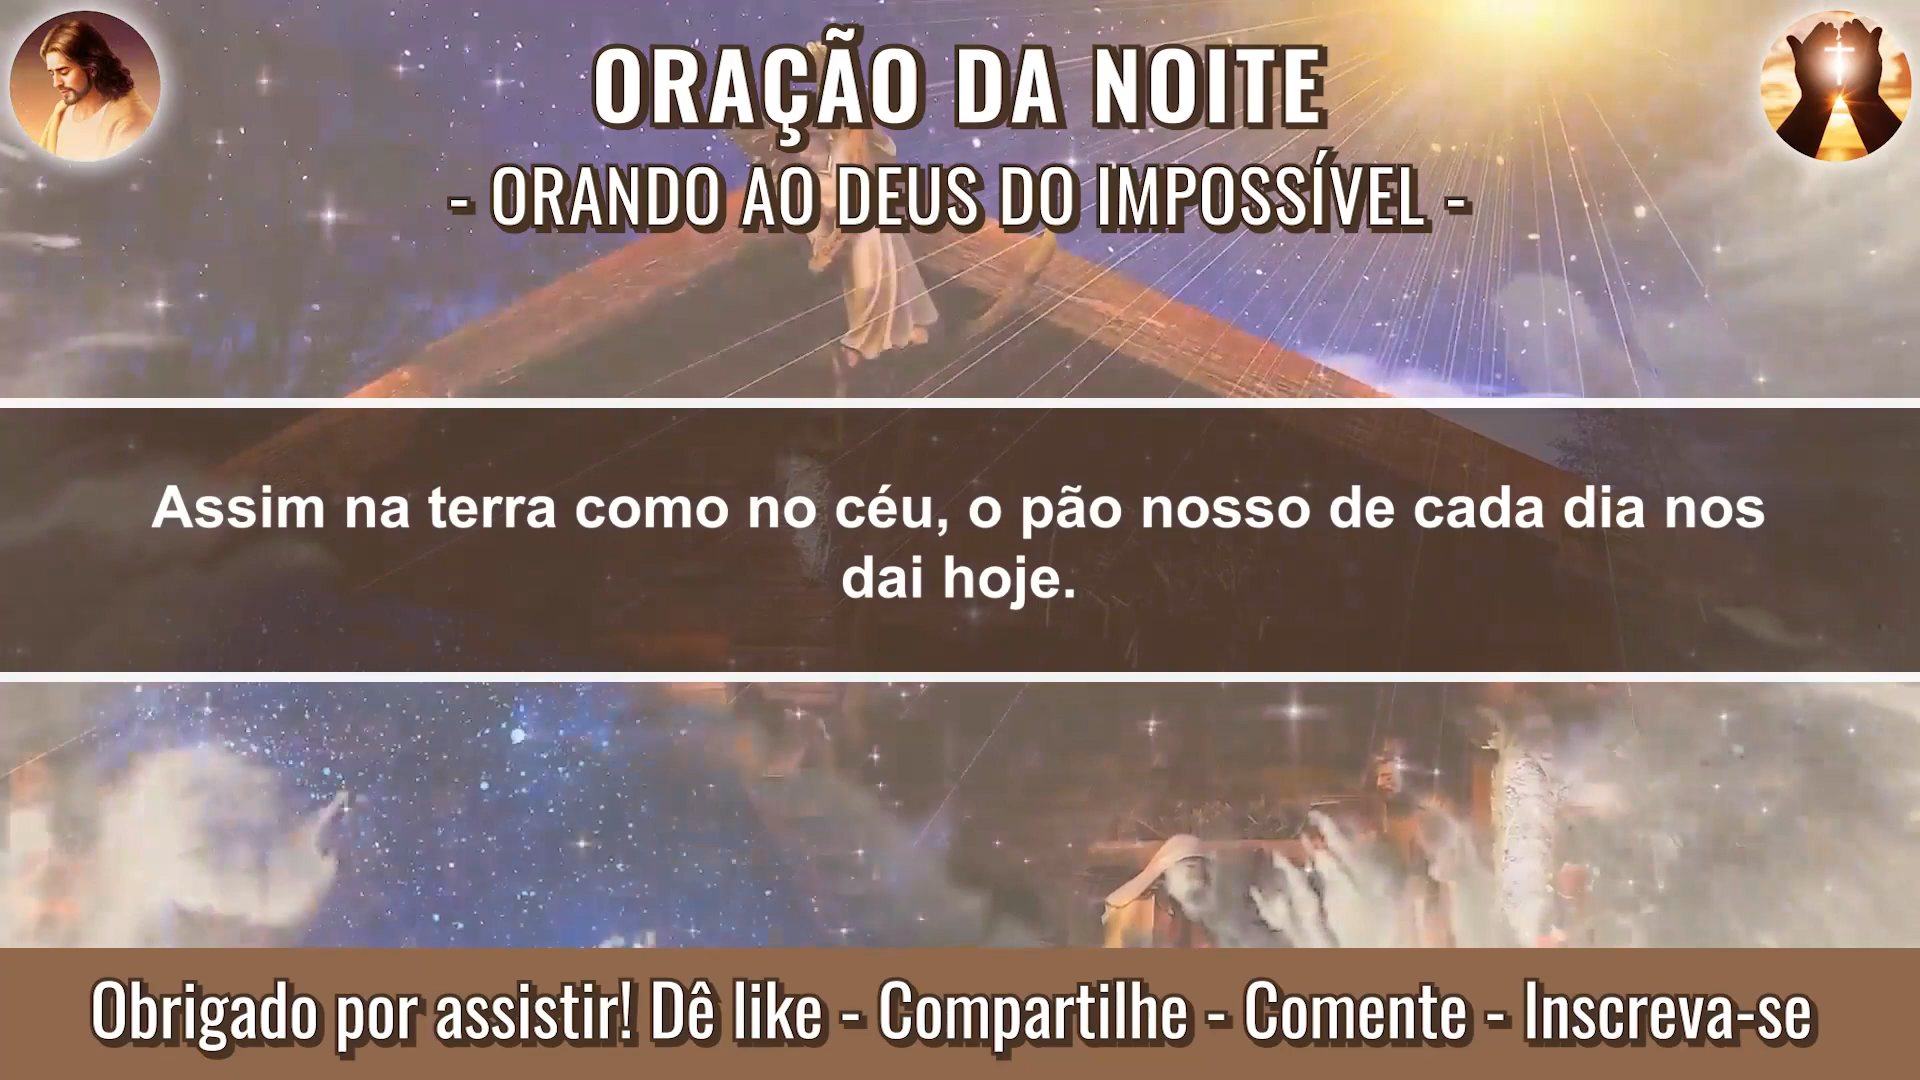 ORAÇÃO DA NOITE
- ORANDO AO DEUS DO IMPOSSÍVEL -
Assim na terra como no céu, o pão nosso de cada dia nos
dai hoje.
Obrigado por assistir! Dê like - Compartilhe - Comente - Inscreva-se